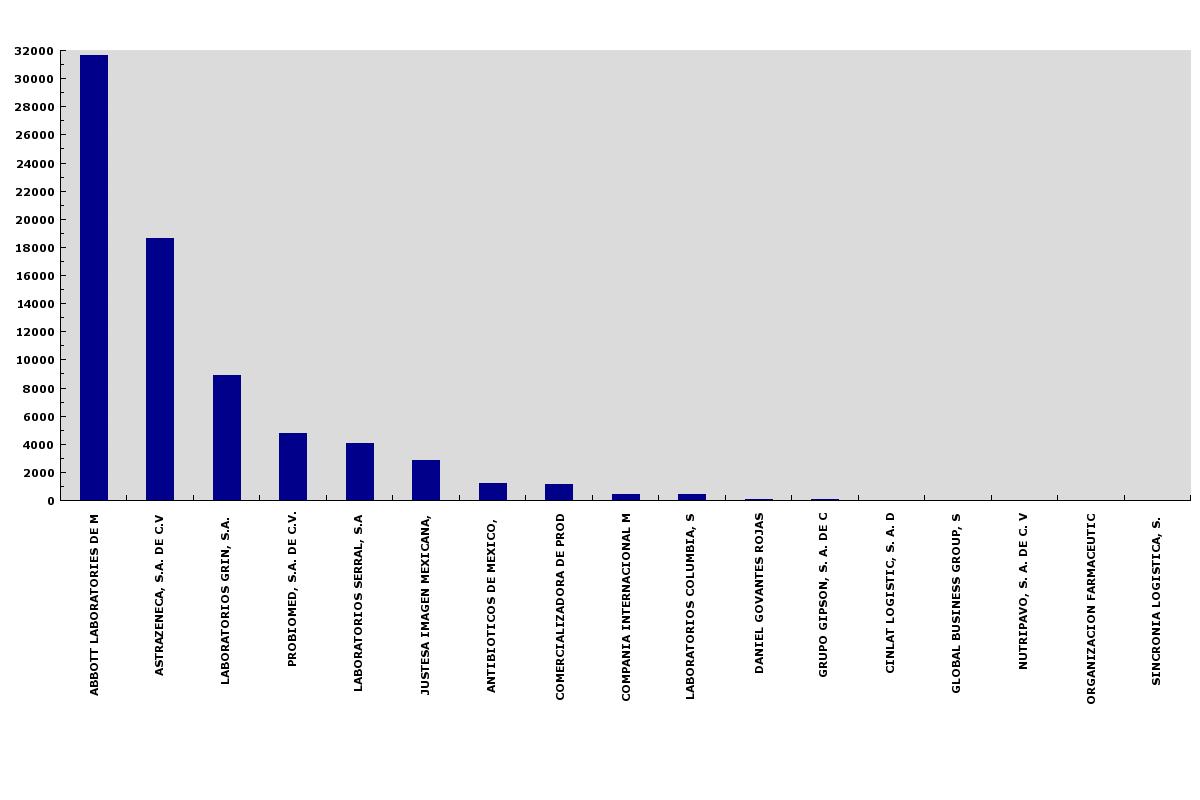 32000
30000
28000
26000
24000
22000
20000
18000
16000
14000
12000
10000
8000
6000
4000
2000
0
ABBOTT LABORATORIES DE M
ASTRAZENECA, S.A. DE C.V
LABORATORIOS GRIN, S.A.
PROBIOMED, S.A. DE C.V.
LABORATORIOS SERRAL, S.A
JUSTESA IMAGEN MEXICANA,
ANTIBIOTICOS DE MEXICO,
COMERCIALIZADORA DE PROD
COMPANIA INTERNACIONAL M
LABORATORIOS COLUMBIA, S
DANIEL GOVANTES ROJAS
GRUPO GIPSON, S. A. DE C
CINLAT LOGISTIC, S. A. D
GLOBAL BUSINESS GROUP, S
NUTRIPAVO, S. A. DE C. V
ORGANIZACION FARMACEUTIC
SINCRONIA LOGISTICA, S.